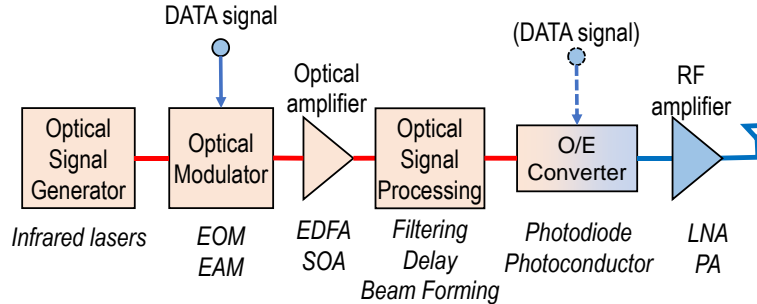 DATA signal
(DATA signal)
Optical
amplifier
RF
amplifier
Optical
Signal
Generator
Optical
Modulator
Optical
Signal
Processing
O/E
Converter
Infrared lasers
EOM
EAM
EDFA
SOA
Filtering
Delay
Beam Forming
Photodiode
Photoconductor
LNA
PA